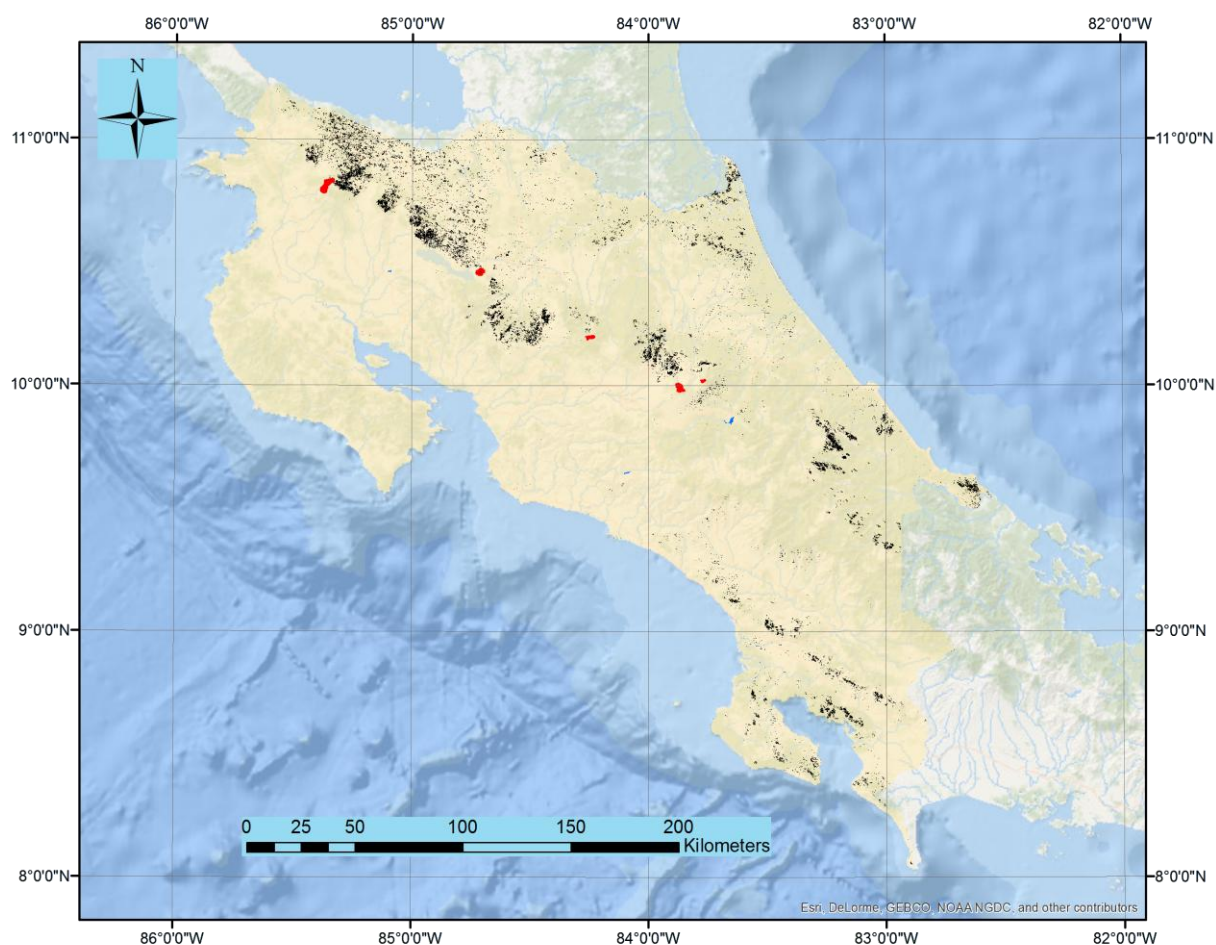 86°0'0"W 85°0'0"W 84°0'0"W 83°0'0"W 82°0'0"W
N
11°0'0"N 11°0'0"N
10°0'0"N 10°0'0"N
9°0'0"N 9°0'0"N
0 25 50 100 150 200
Kilometers
8°0'0"N 8°0'0"N
Esri, DeLorme, GEBCO, NOAA NGDC, and other contributors
86°0'0"W 85°0'0"W 84°0'0"W 83°0'0"W 82°0'0"W